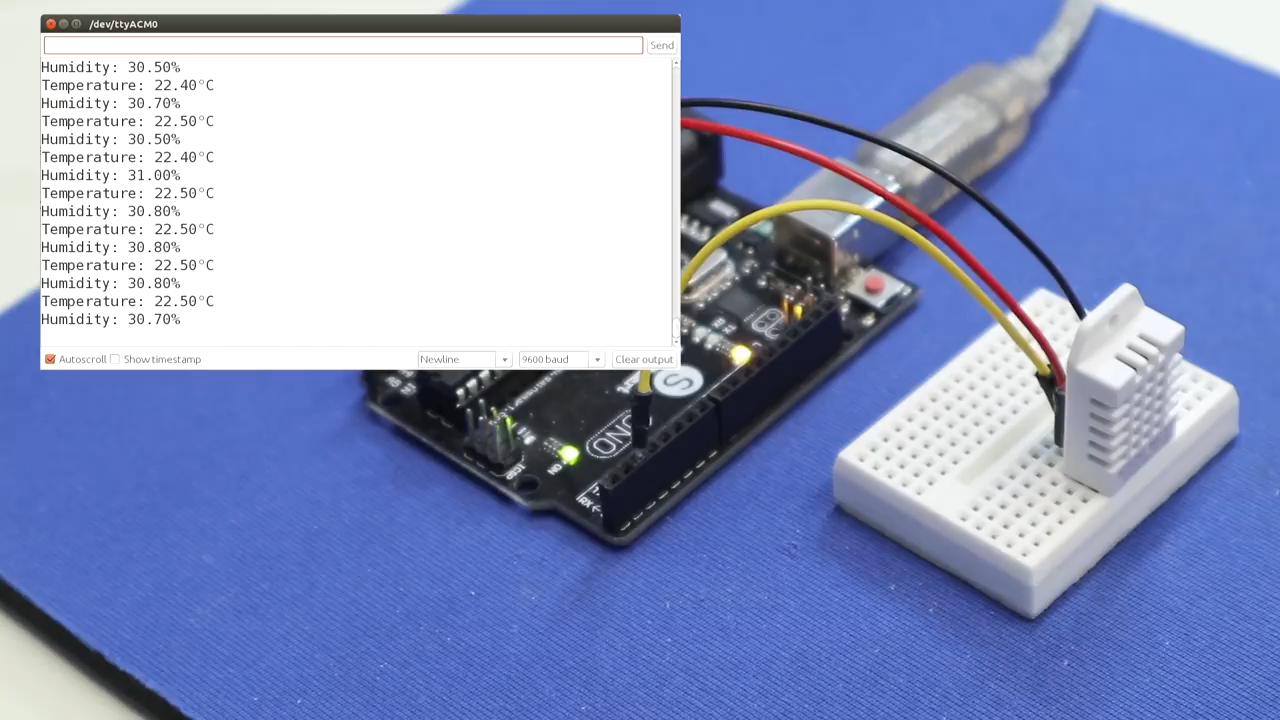 /dev/ttyACM0
Send
Humidity: 30.50%
Temperature: 22.40°C
Humidity: 30.70%
Temperature: 22.50°C
Humidity: 30.50%
Temperature: 22.40°C
Humidity: 31.00%
Temperature: 22.50°C
Humidity: 30.80%
Temperature: 22.50°C
Humidity: 30.80%
Temperature: 22.50°C
Humidity: 30.80%
Temperature: 22.50°C
Humidity: 30.70%
Autoscroll Show timestamp Newline 9600 baud Clear output
S
UNO
ON
ICSP
RX